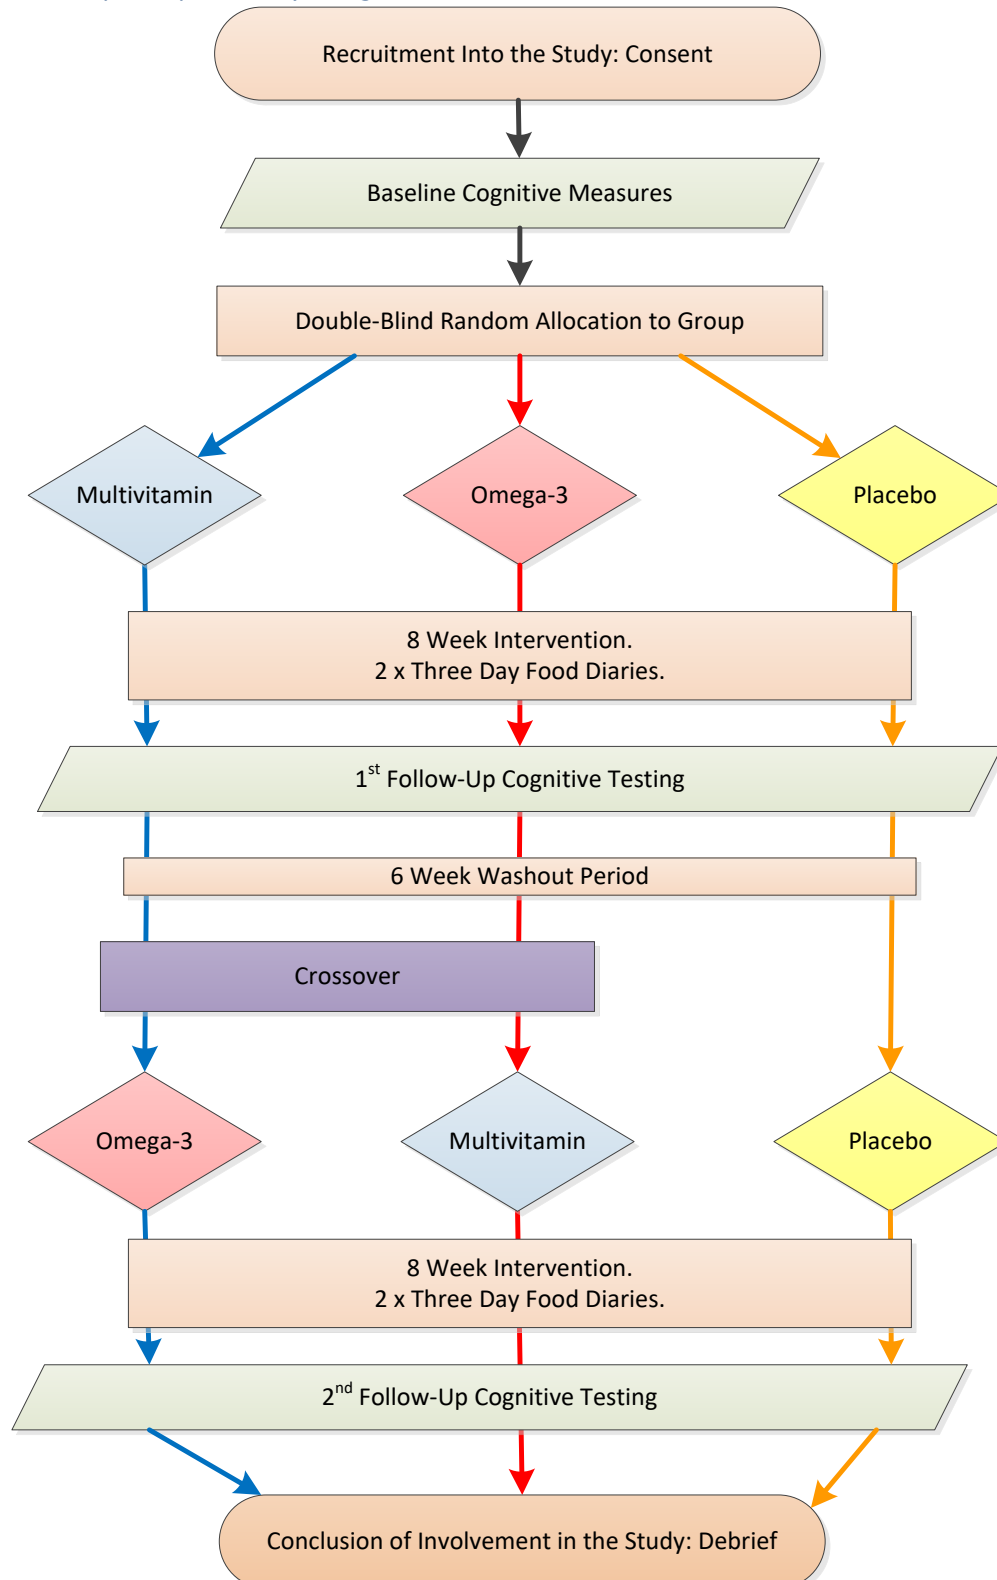 Recruitment Into the Study: Consent
Baseline Cognitive Measures
Double-Blind Random Allocation to Group
Multivitamin
Omega-3
Placebo
8 Week Intervention.
2 x Three Day Food Diaries.
1st Follow-Up Cognitive Testing
6 Week Washout Period
Crossover
Omega-3
Multivitamin
Placebo
8 Week Intervention.
2 x Three Day Food Diaries.
2nd Follow-Up Cognitive Testing
Conclusion of Involvement in the Study: Debrief